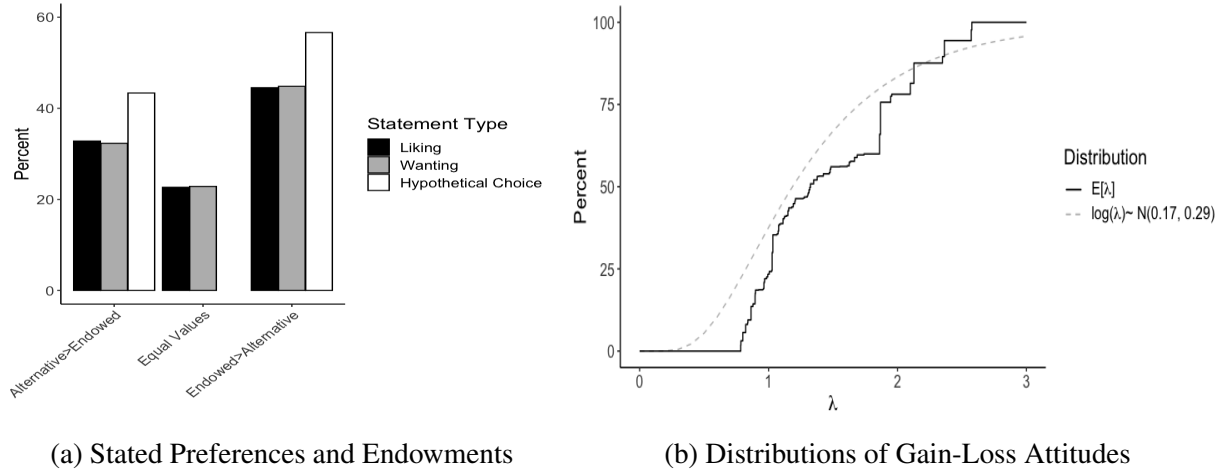 60
40
20
0
Percent
Alternative>Endowed
Equal Values
Endowed>Alternative
Statement Type
Liking
Wanting
Hypothetical Choice
(a) Stated Preferences and Endowments
100
75
50
25
0
Percent
0 1 2 3
λ
Distribution
E[λ]
log(λ)~ N(0.17, 0.29)
(b) Distributions of Gain-Loss Attitudes